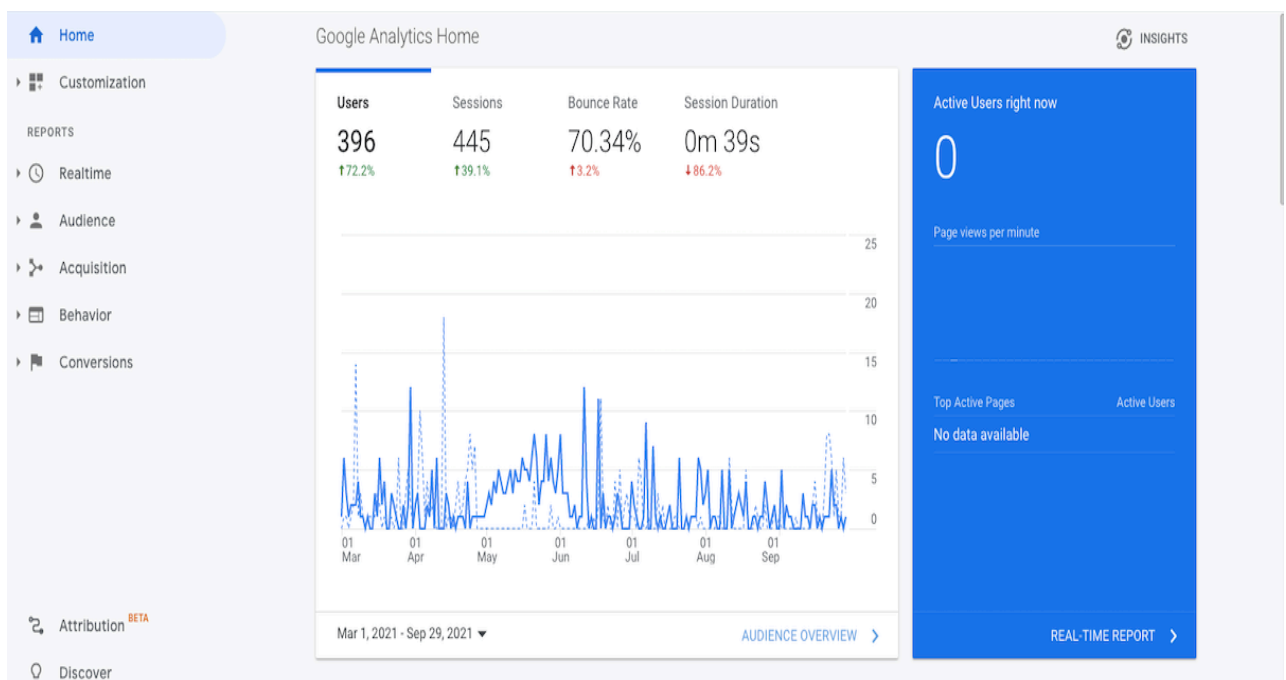 Home
Customization
REPORTS
Realtime
Audience
Acquisition
Behavior
Conversions
Attribution BETA
Discover
Google Analytics Home
INSIGHTS
Users Sessions Bounce Rate Session Duration
396 445 70.34% 0m 39s
↑72.2% ↑39.1% ↑3.2% ↓86.2%
25
20
15
10
5
0
01 01 01 01 01 01 01
Mar Apr May Jun Jul Aug Sep
Mar 1, 2021 - Sep 29, 2021
AUDIENCE OVERVIEW
Active Users right now
0
Page views per minute
Top Active Pages Active Users
No data available
REAL-TIME REPORT